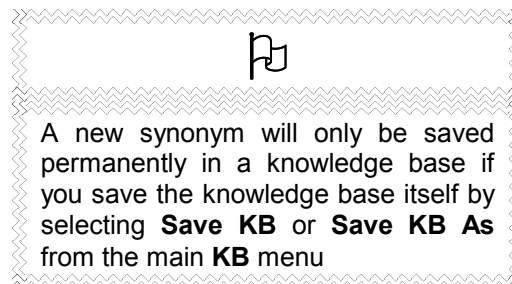 A new synonym will only be saved
permanently in a knowledge base if
you save the knowledge base itself by
selecting Save KB or Save KB As
from the main KB menu